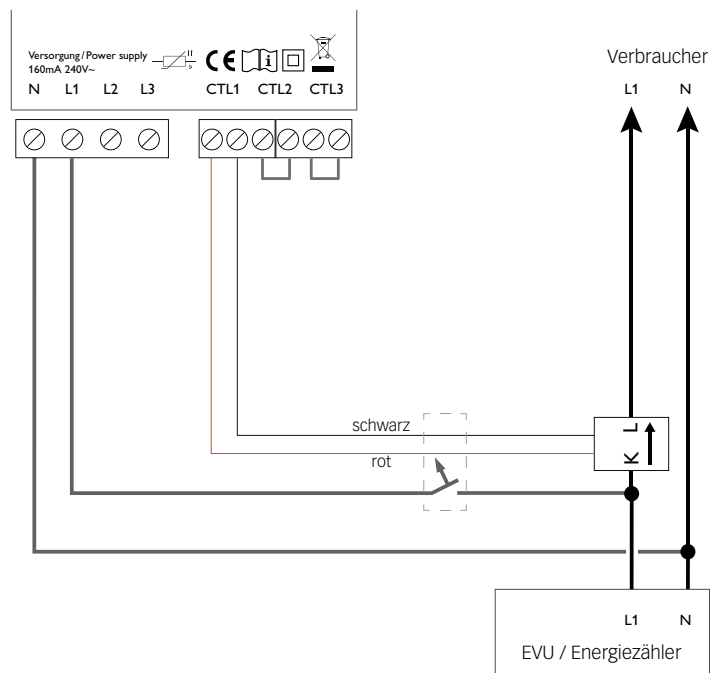 Versorgung/Power supply
160mA 240V~
N L1 L2 L3 CTL1 CTL2 CTL3
Verbraucher
L1 N
schwarz
rot
K L
L1 N
EVU / Energiezähler